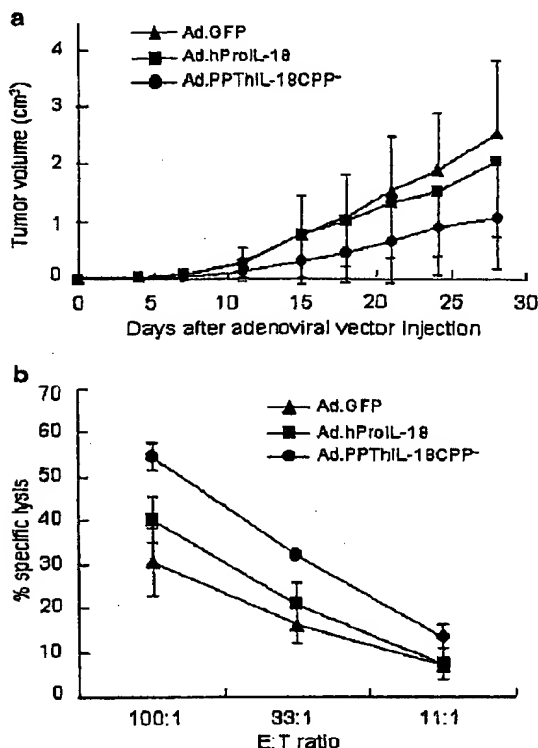 a
Ad.GFP
Ad.hProIL-18
Ad.PPThIL-18CPP-
Tumor volume (cm³)
4
3
2
1
0
0 5 10 15 20 25 30
Days after adenoviral vector injection
b
Ad.GFP
Ad.hProIL-18
Ad.PPThIL-18CPP-
% specific lysis
70
60
50
40
30
20
10
0
100:1 33:1 11:1
E:T ratio